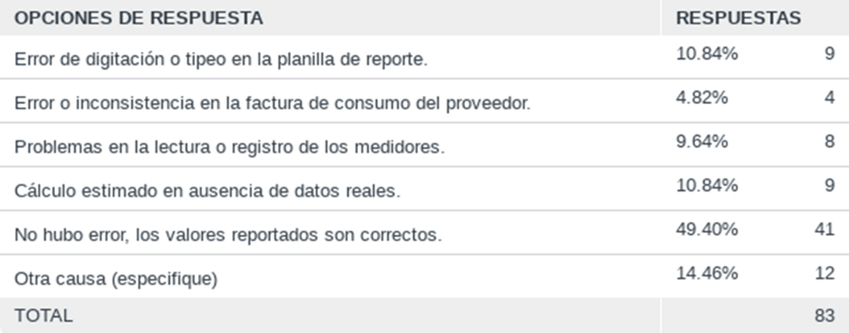 OPCIONES DE RESPUESTA RESPUESTAS
Error de digitación o tipeo en la planilla de reporte. 10.84% 9
Error o inconsistencia en la factura de consumo del proveedor. 4.82% 4
Problemas en la lectura o registro de los medidores. 9.64% 8
Cálculo estimado en ausencia de datos reales. 10.84% 9
No hubo error, los valores reportados son correctos. 49.40% 41
Otra causa (especifique) 14.46% 12
TOTAL 83